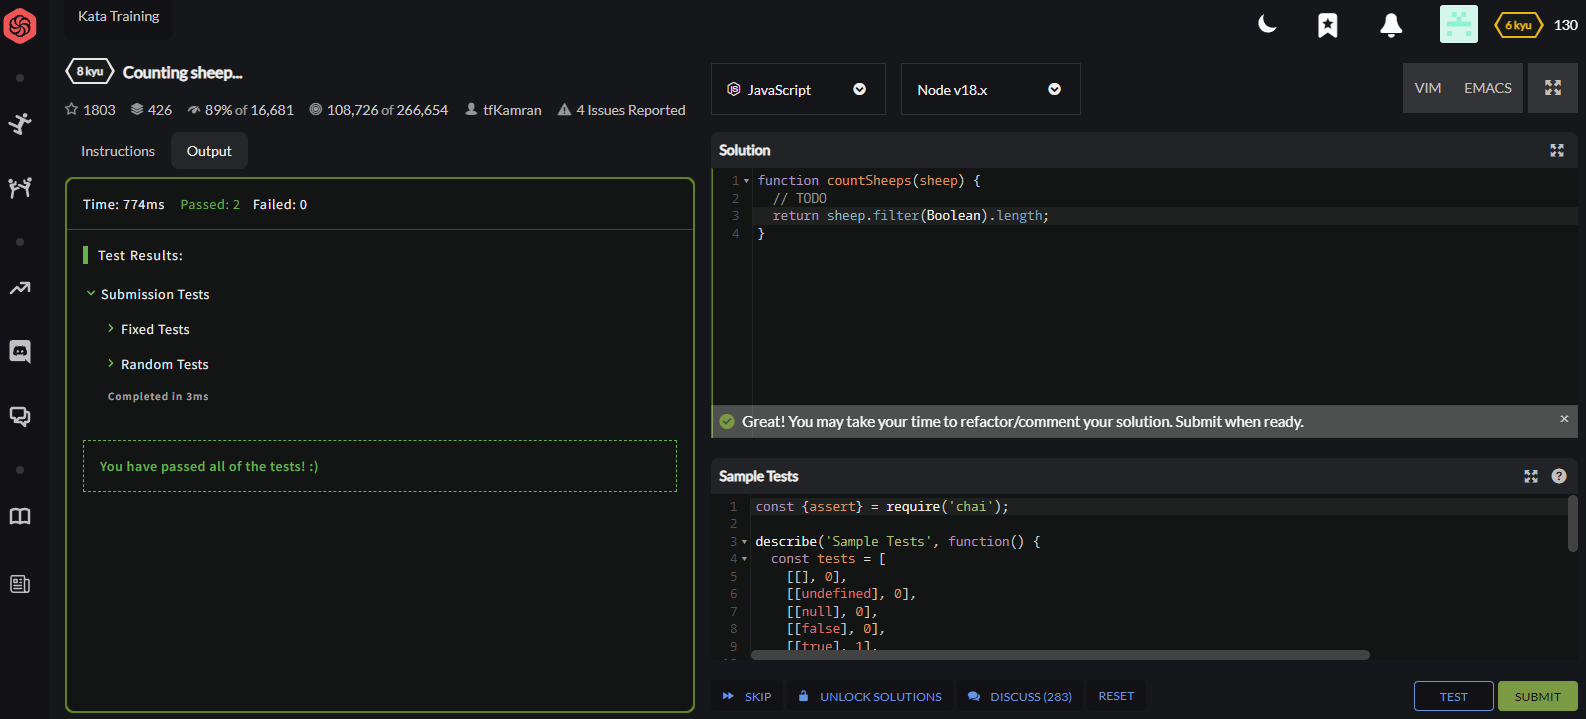 Kata Training
6 kyu 130
8 kyu Counting sheep...
1803 426 89% of 16,681 108,726 of 266,654 tfKamran 4 Issues Reported
Instructions Output
Time: 774ms Passed: 2 Failed: 0
Test Results:
Submission Tests
Fixed Tests
Random Tests
Completed in 3ms
You have passed all of the tests! :)
JavaScript Node v18.x VIM EMACS
Solution
1 function countSheeps(sheep) {
2 // TODO
3 return sheep.filter(Boolean).length;
4 }
Great! You may take your time to refactor/comment your solution. Submit when ready.
Sample Tests
1 const {assert} = require('chai');
2
3 describe('Sample Tests', function() {
4 const tests = [
5 [[], 0],
6 [[undefined], 0],
7 [[null], 0],
8 [[false], 0],
9 [[true], 1],
SKIP UNLOCK SOLUTIONS DISCUSS (283) RESET TEST SUBMIT